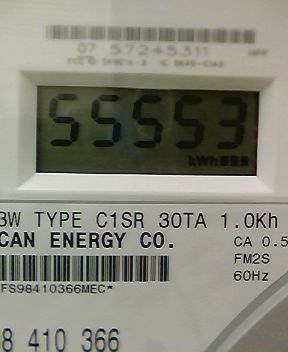 07 57245311
55553
kWh
3W TYPE C1SR 30TA 1.0Kh
CAN ENERGY CO.
CA 0.5
FM2S
60Hz
FS98410366MEC*
8 410 366